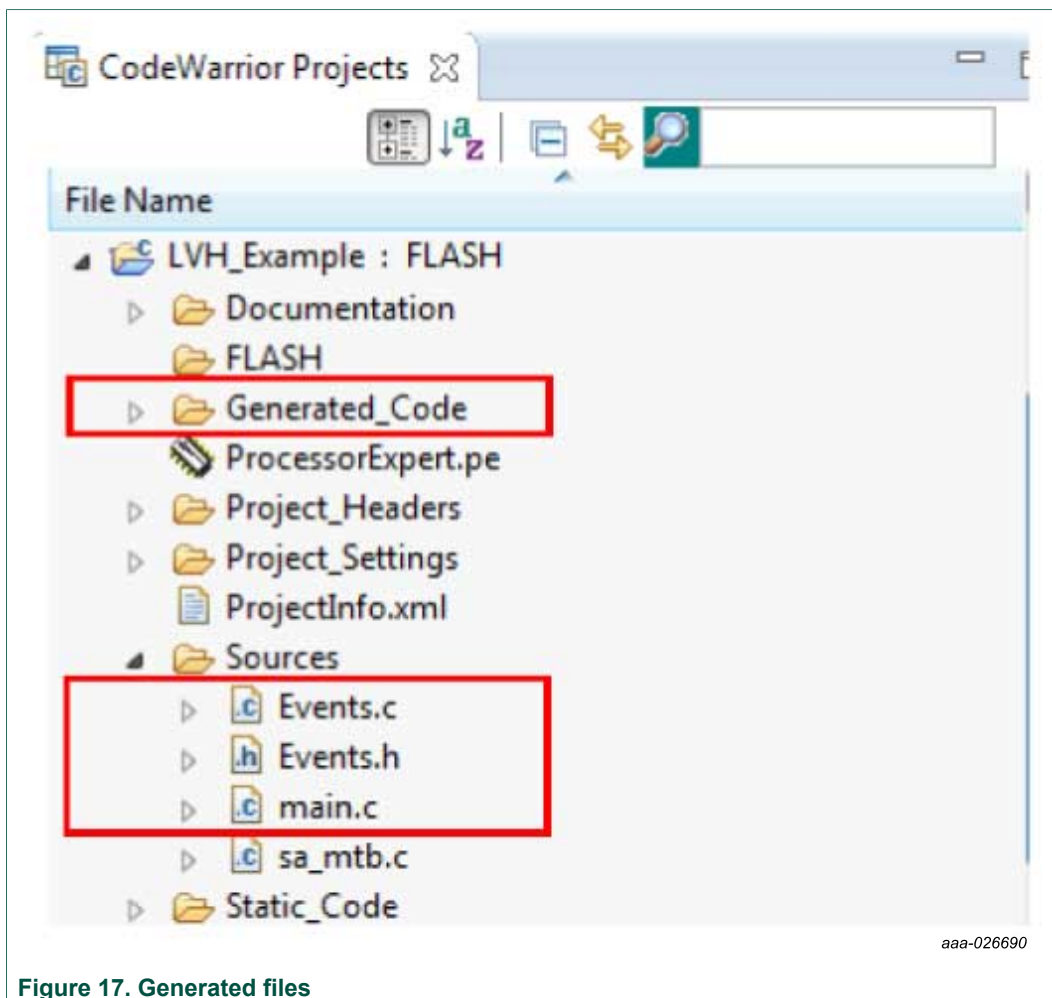 CodeWarrior Projects
File Name
LVH_Example : FLASH
Documentation
FLASH
Generated_Code
ProcessorExpert.pe
Project_Headers
Project_Settings
ProjectInfo.xml
Sources
Events.c
Events.h
main.c
sa_mtb.c
Static_Code
aaa-026690
Figure 17. Generated files